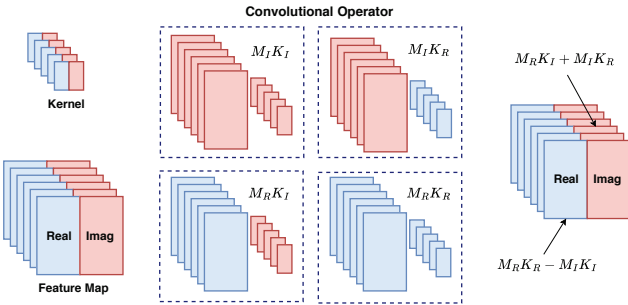 Convolutional Operator
Kernel
M_I K_I
M_I K_R
M_R K_I + M_I K_R
M_R K_I
M_R K_R
Real Imag
Feature Map
Real Imag
M_R K_R − M_I K_I